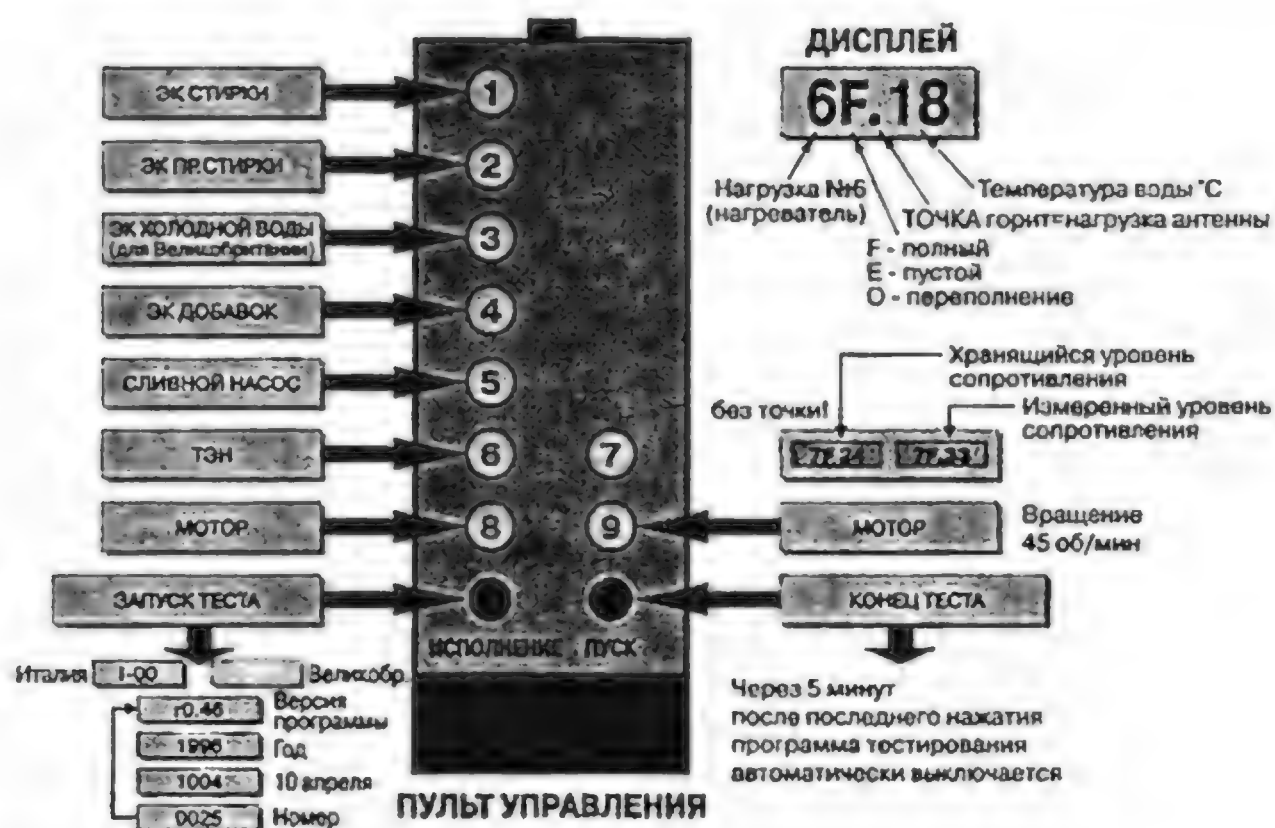 ДИСПЛЕЙ
6F.18
Нагрузка №6
(нагреватель)
Температура воды °C
ТОЧКА горит=нагрузка антенны
F - полный
E - пустой
O - переполнение
ЭК СТИРКИ
1
ЭК ПР.СТИРКИ
2
ЭК ХОЛОДНОЙ ВОДЫ
(для Великобритании)
3
ЭК ДОБАВОК
4
СЛИВНОЙ НАСОС
5
ТЭН
6
7
МОТОР
8
9
МОТОР
Вращение
45 об/мин
Хранящийся уровень
сопротивления
без точки!
Измеренный уровень
сопротивления
ЗАПУСК ТЕСТА
КОНЕЦ ТЕСТА
ИСПОЛНЕНИЕ
ПУСК
Италия
1-00
Великобр.
r0.46
Версия
программы
1996
Год
1004
10 апреля
0025
Номер
Через 5 минут
после последнего нажатия
программа тестирования
автоматически выключается
ПУЛЬТ УПРАВЛЕНИЯ